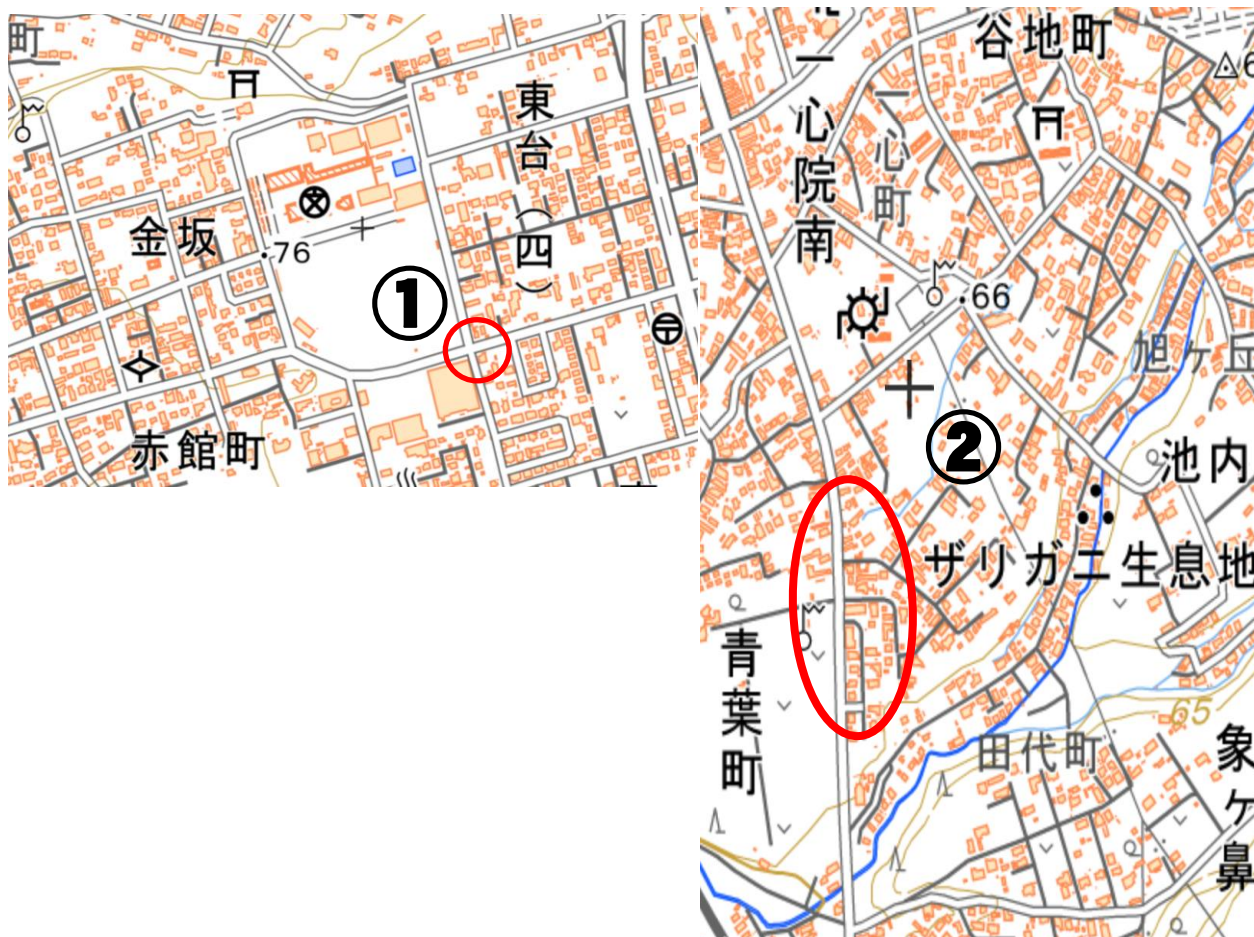 町
東台(四)
金坂
76
①
赤館町
谷地町
一心院南
一心町
66
旭ヶ丘
②
池内
ザリガニ生息地
青葉町
65
田代町
象ケ鼻